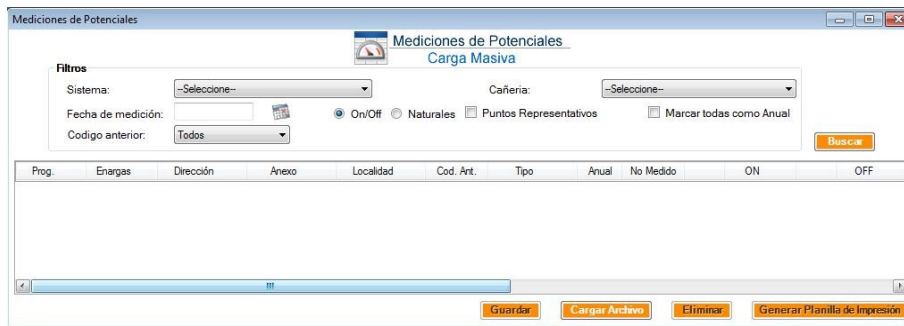 Mediciones de Potenciales
Mediciones de Potenciales
Carga Masiva
Filtros
Sistema: --Seleccione-- Cañeria: --Seleccione--
Fecha de medición: On/Off Naturales Puntos Representativos Marcar todas como Anual
Codigo anterior: Todos
Buscar
Prog. Enargas Dirección Anexo Localidad Cod. Ant. Tipo Anual No Medido ON OFF
Guardar Cargar Archivo Eliminar Generar Planilla de Impresión